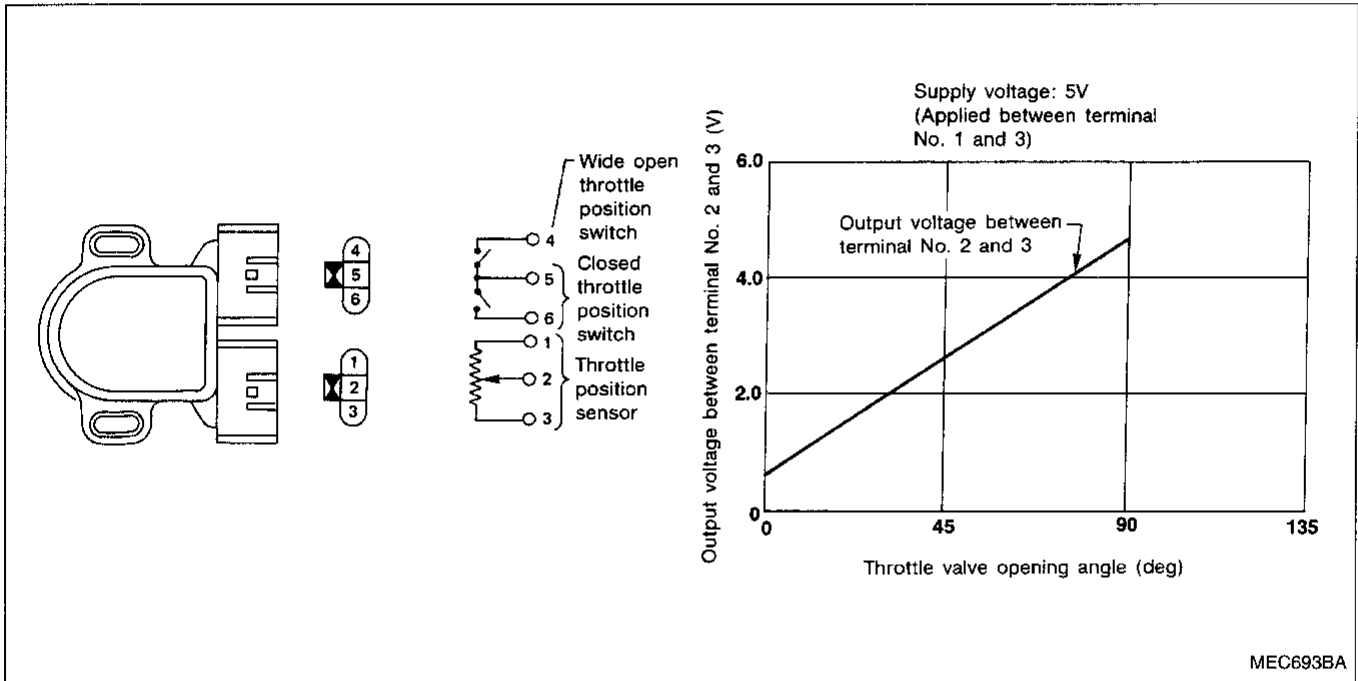 4
5
6
1
2
3
Wide open
throttle
position
switch
4
5
6
Closed
throttle
position
switch
1
2
3
Throttle
position
sensor
Supply voltage: 5V
(Applied between terminal
No. 1 and 3)
Output voltage between terminal No. 2 and 3 (V)
6.0
4.0
2.0
0
Output voltage between
terminal No. 2 and 3
0 45 90 135
Throttle valve opening angle (deg)
MEC693BA